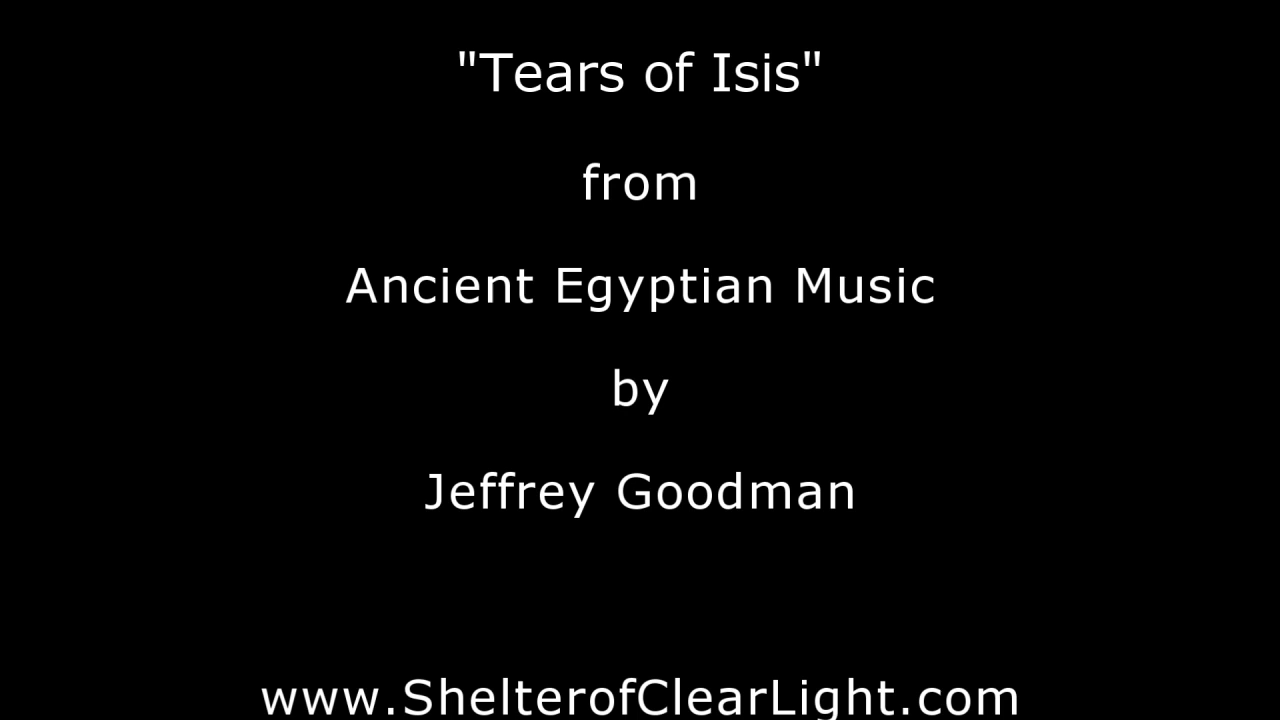 "Tears of Isis"
from
Ancient Egyptian Music
by
Jeffrey Goodman
www.ShelterofClearLight.com